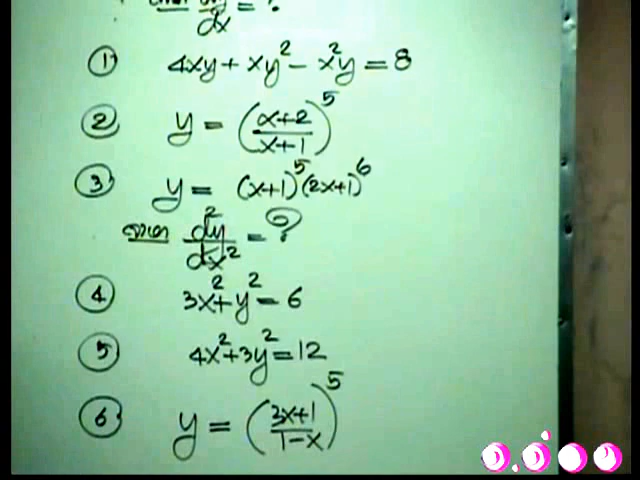 dy/dx = ?
① 4xy + xy² − x²y = 8
② y = ((x+2)/(x+1))⁵
③ y = (x+1)⁵(2x+1)⁶
d²y/dx² = ?
④ 3x² + y² = 6
⑤ 4x² + 3y² = 12
⑥ y = ((3x+1)/(1−x))⁵